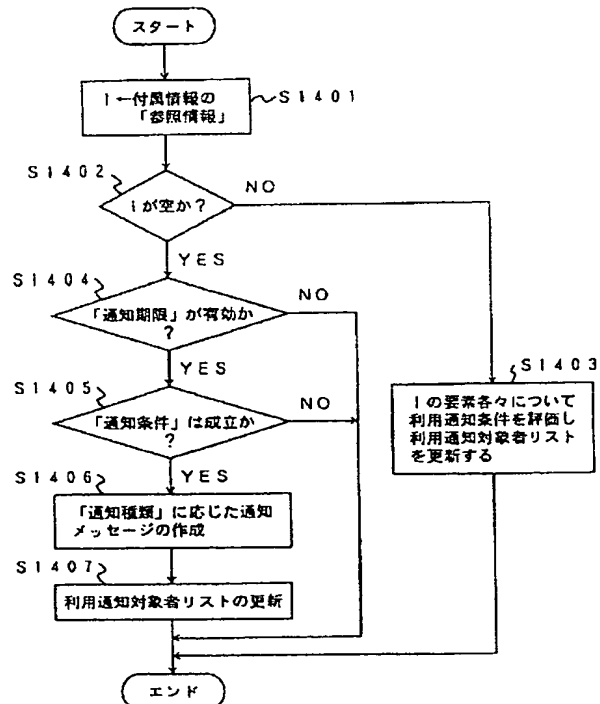 スタート
I←付属情報の
「参照情報」
S1401
S1402
Iが空か?
NO
YES
S1404
「通知期限」が有効か
?
NO
YES
S1403
Iの要素各々について
利用通知条件を評価し
利用通知対象者リスト
を更新する
S1405
「通知条件」は成立か
?
NO
YES
S1406
「通知種類」に応じた通知
メッセージの作成
S1407
利用通知対象者リストの更新
エンド